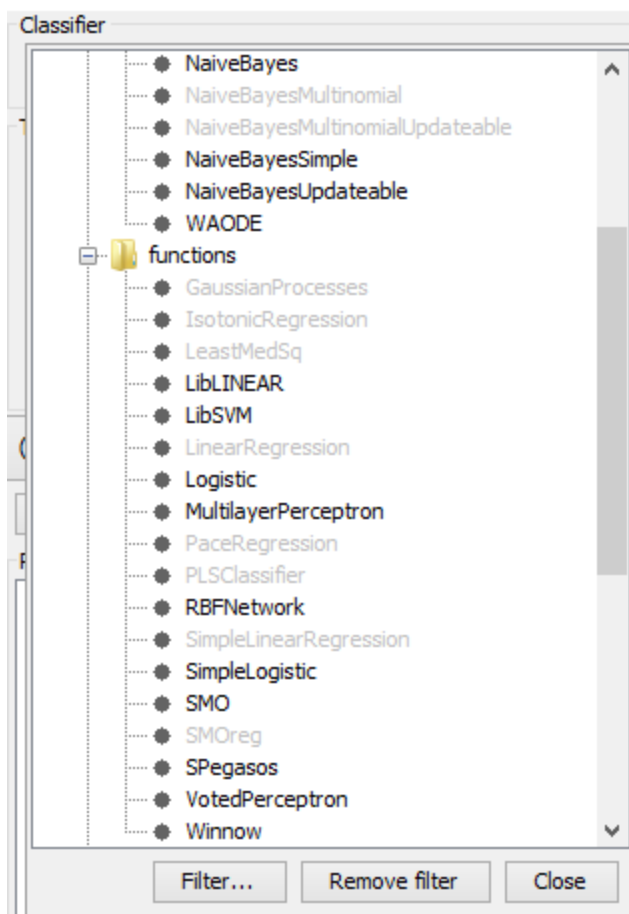 Classifier
NaiveBayes
NaiveBayesMultinomial
NaiveBayesMultinomialUpdateable
NaiveBayesSimple
NaiveBayesUpdateable
WAODE
functions
GaussianProcesses
IsotonicRegression
LeastMedSq
LibLINEAR
LibSVM
LinearRegression
Logistic
MultilayerPerceptron
PaceRegression
PLSClassifier
RBFNetwork
SimpleLinearRegression
SimpleLogistic
SMO
SMOreg
SPegasos
VotedPerceptron
Winnow
Filter... Remove filter Close